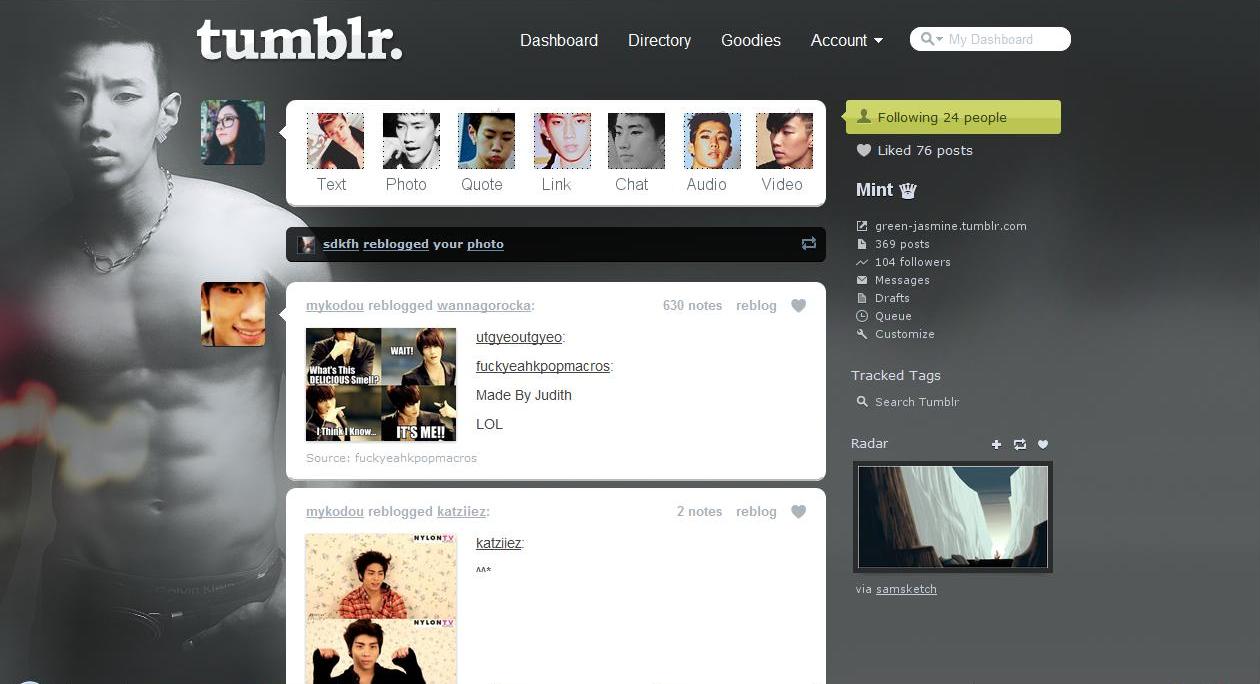 tumblr.
Dashboard Directory Goodies Account My Dashboard
Text Photo Quote Link Chat Audio Video
Following 24 people
Liked 76 posts
Mint
green-jasmine.tumblr.com
369 posts
104 followers
Messages
Drafts
Queue
Customize
Tracked Tags
Search Tumblr
Radar
via samsketch
sdkfh reblogged your photo
mykodou reblogged wannagorocka: 630 notes reblog
What's This
DELICIOUS Smell?
WAIT!
I Think I Know...
IT'S ME!!
utgyeoutgyeo:
fuckyeahkpopmacros:
Made By Judith
LOL
Source: fuckyeahkpopmacros
mykodou reblogged katziiez: 2 notes reblog
NYLONTV
NYLONTV
katziiez:
^^*
Calvin Klein